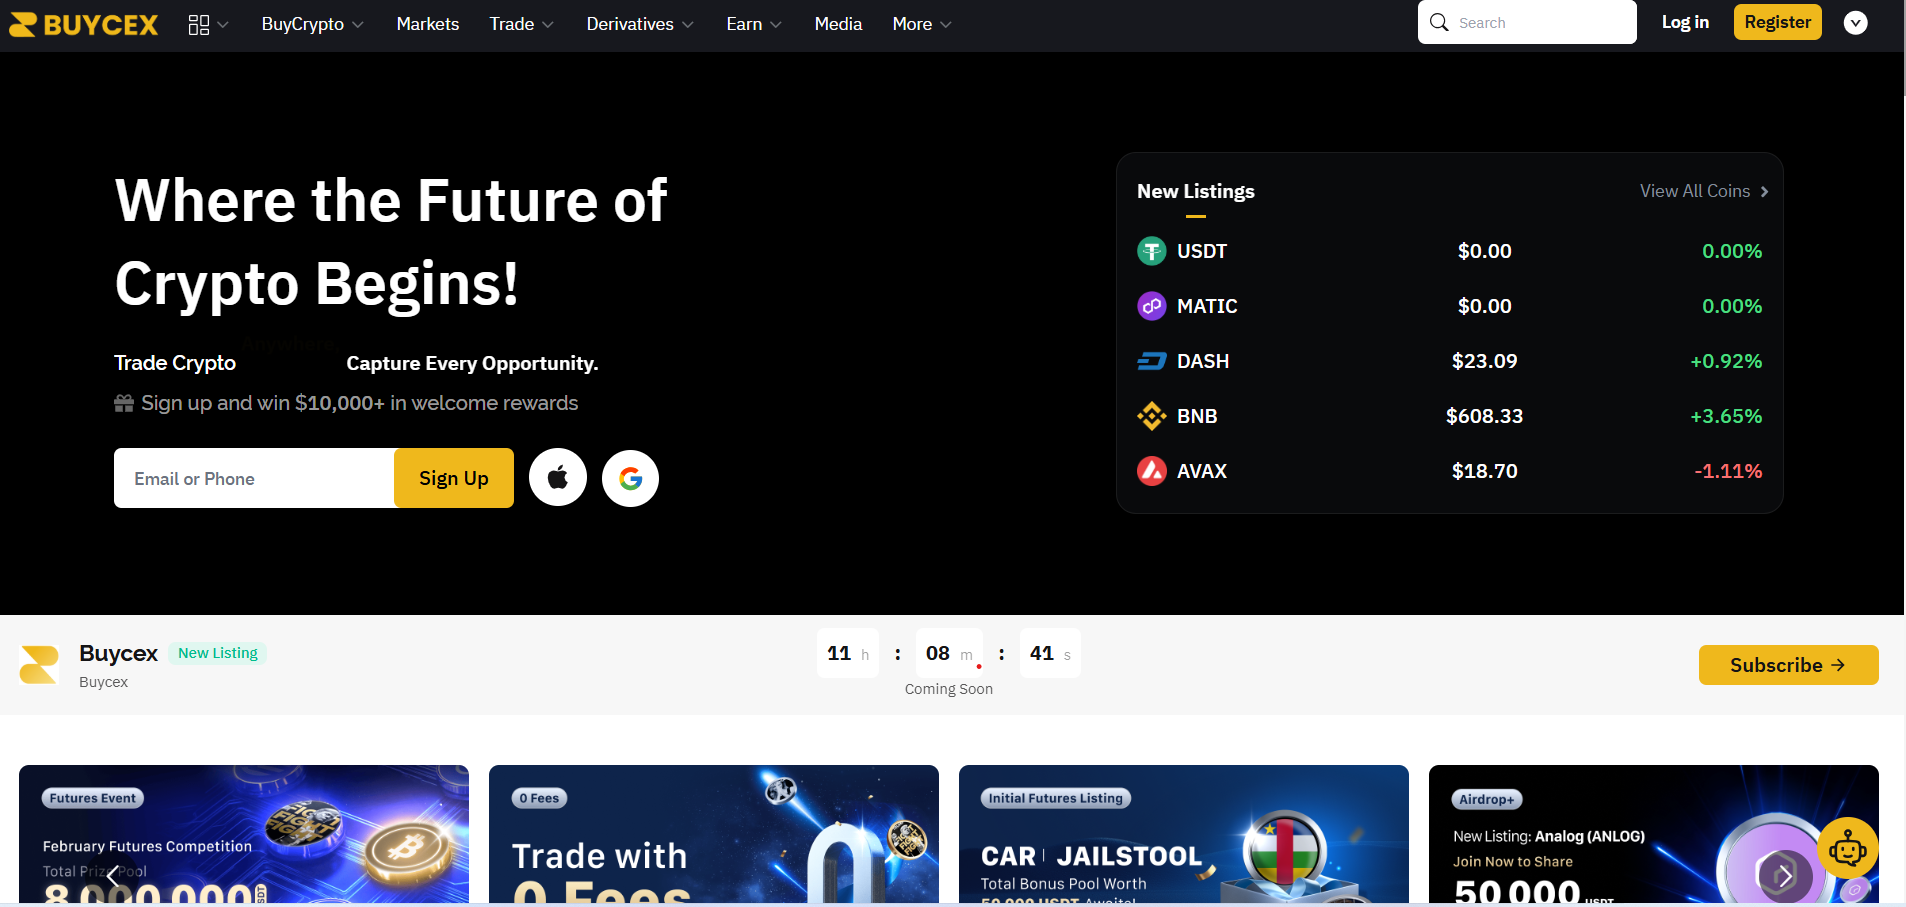 BUYCEX
BuyCrypto
Markets
Trade
Derivatives
Earn
Media
More
Search
Log in
Register
Where the Future of
Crypto Begins!
Anywhere,
Trade Crypto
Capture Every Opportunity.
Sign up and win $10,000+ in welcome rewards
Email or Phone
Sign Up
New Listings
View All Coins
USDT $0.00 0.00%
MATIC $0.00 0.00%
DASH $23.09 +0.92%
BNB $608.33 +3.65%
AVAX $18.70 -1.11%
Buycex New Listing
Buycex
11 h : 08 m : 41 s
Coming Soon
Subscribe
Futures Event
February Futures Competition
Total Prize Pool
8,000,000 USDT
0 Fees
Trade with
0 Fees
Initial Futures Listing
CAR | JAILSTOOL
Total Bonus Pool Worth
50,000 USDT Awaits!
Airdrop+
New Listing: Analog (ANLOG)
Join Now to Share
50,000 USDT